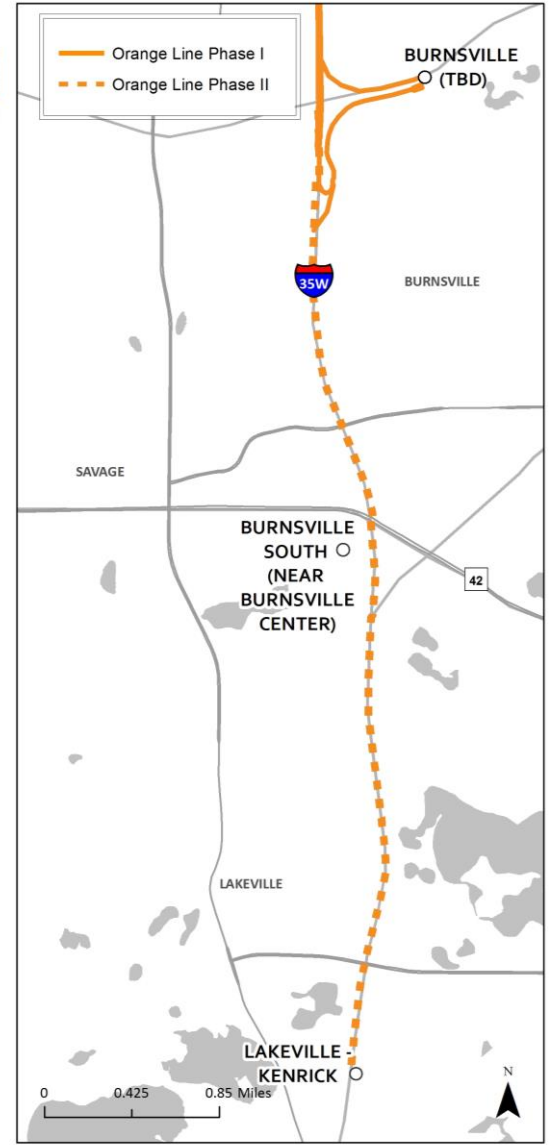 Orange Line Phase I
Orange Line Phase II
BURNSVILLE
(TBD)
35W
BURNSVILLE
SAVAGE
BURNSVILLE
SOUTH
(NEAR
BURNSVILLE
CENTER)
42
LAKEVILLE
LAKEVILLE -
KENRICK
0 0.425 0.85 Miles
N